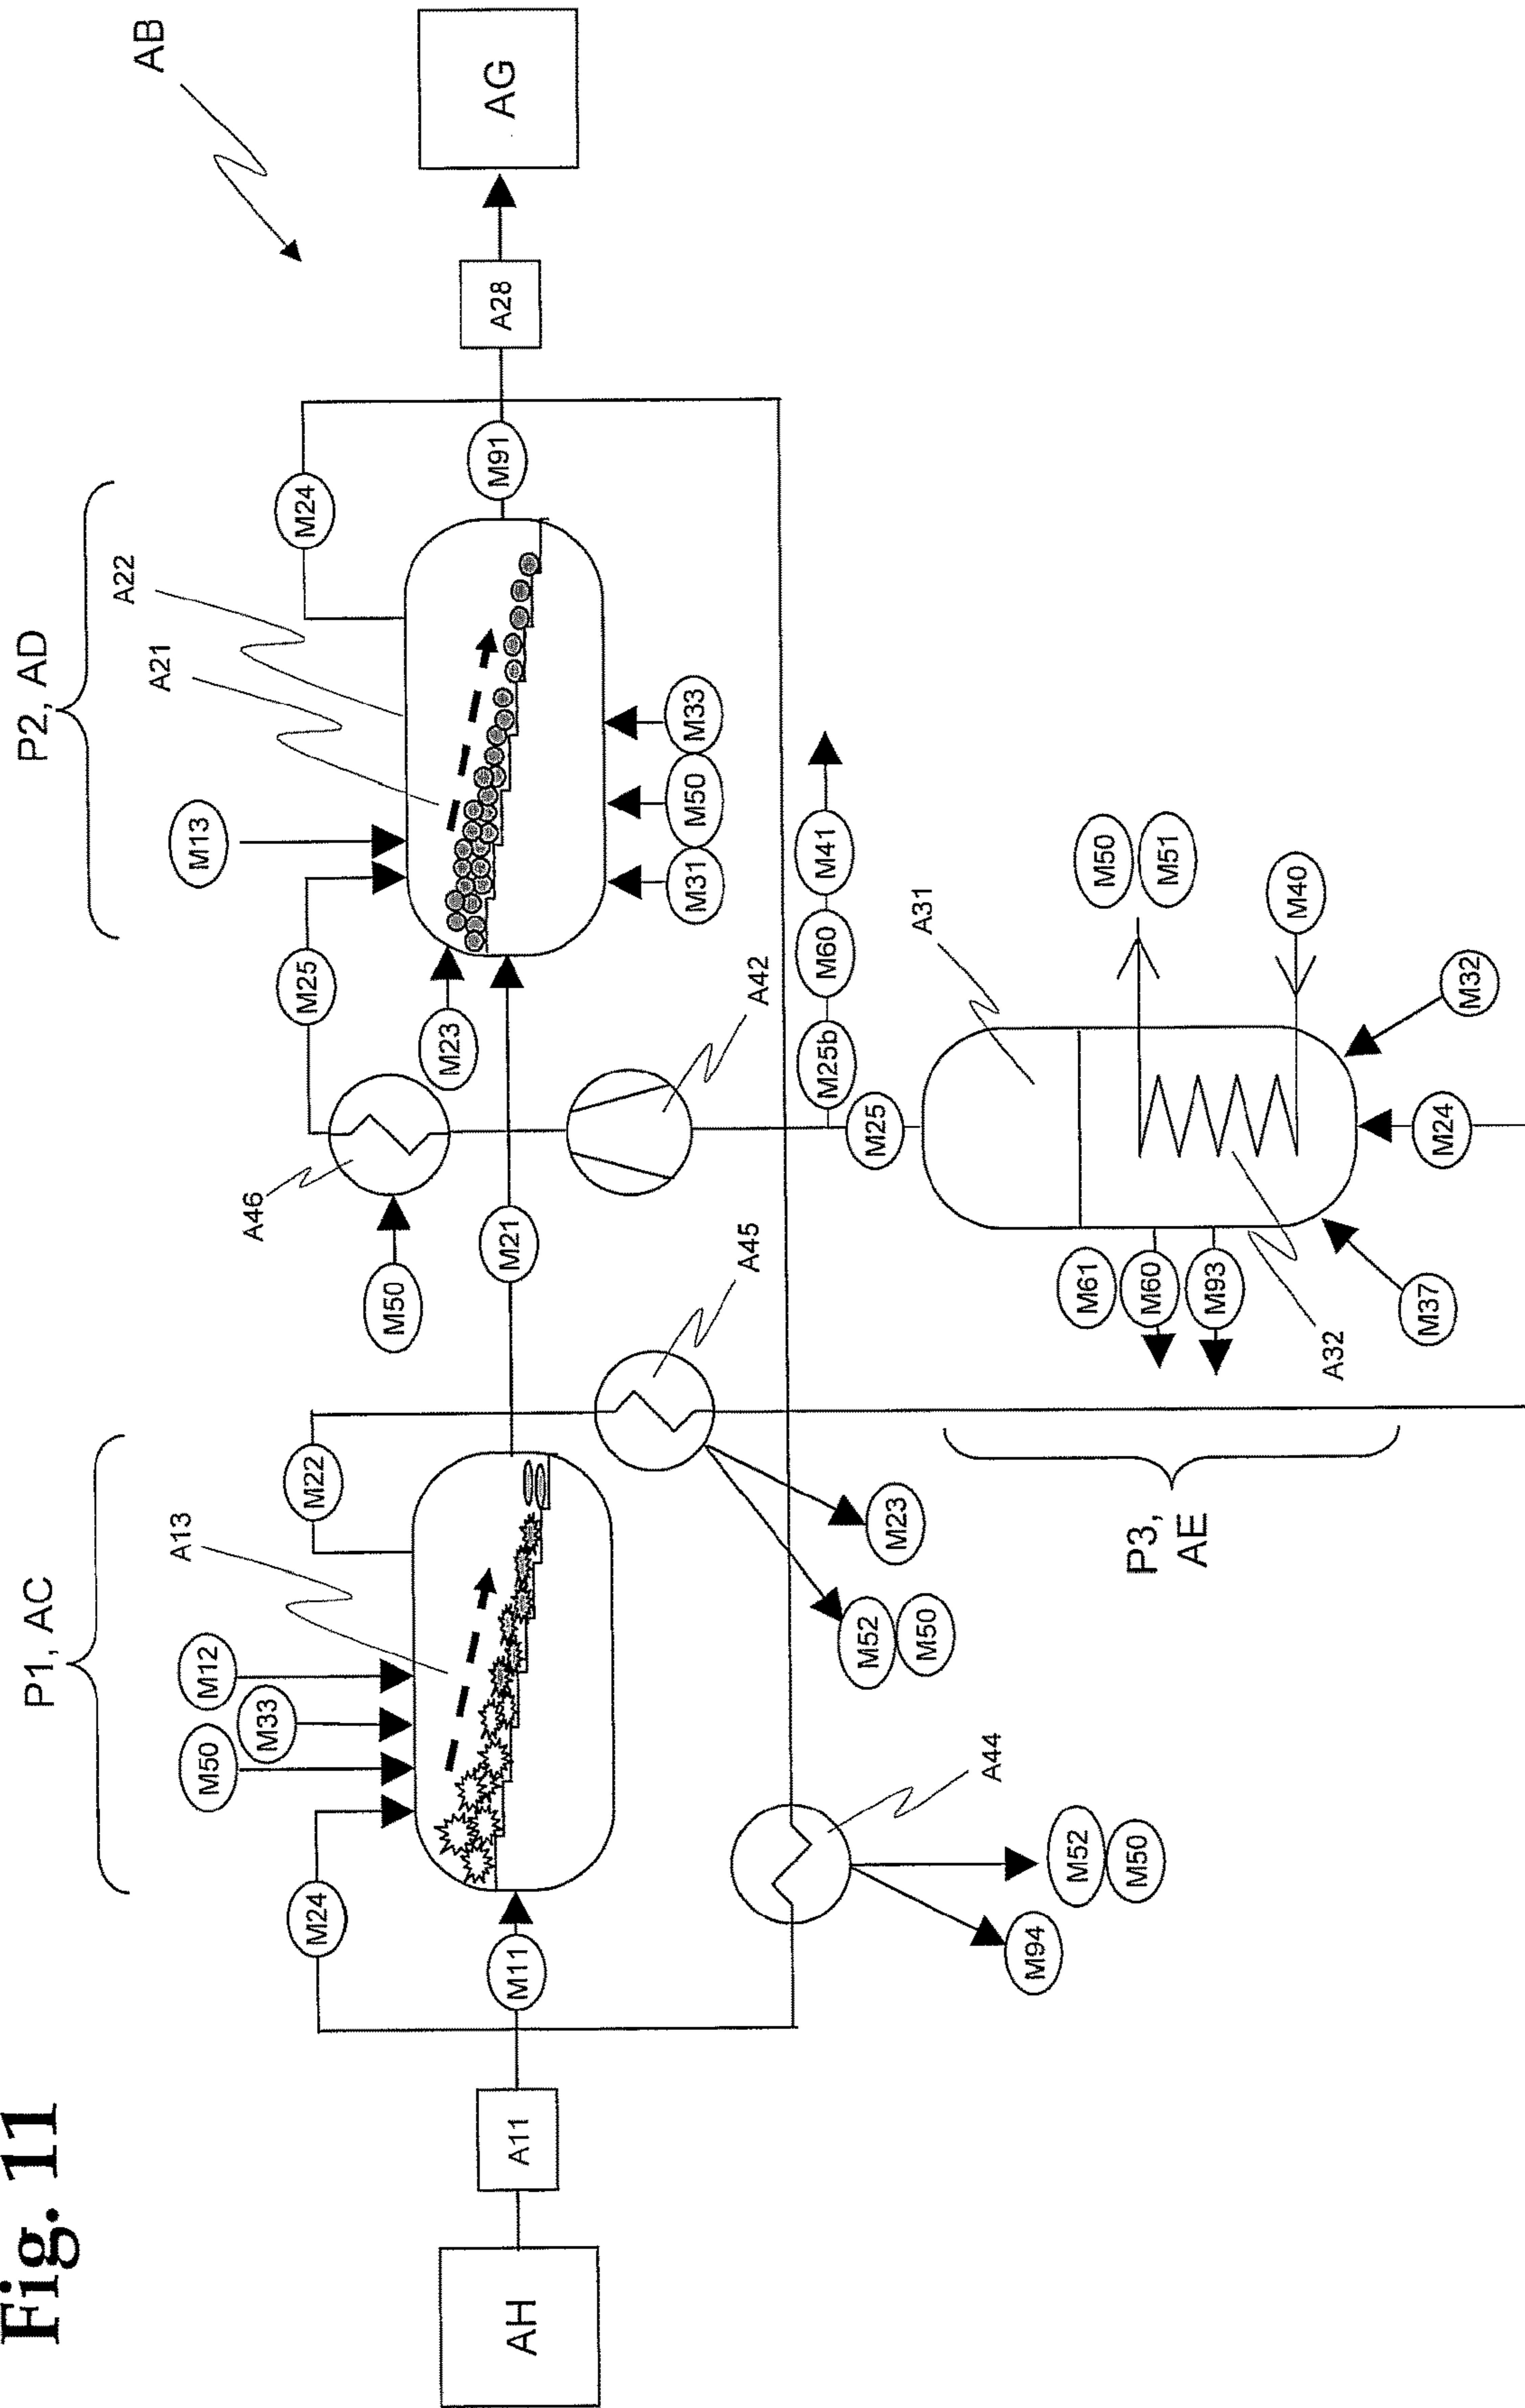 Fig. 11
AB
P1, AC
P2, AD
A13
A21
A22
M12
M33
M50
M24
M22
M13
M25
M24
M50
A46
M23
AH
A11
M11
M21
M91
A28
AG
A45
A42
M31
M50
M33
A44
M94
M52
M50
M52
M50
M23
M25
M25b
M60
M41
P3,
AE
A31
M61
M60
M93
A32
M50
M51
M40
M37
M24
M32